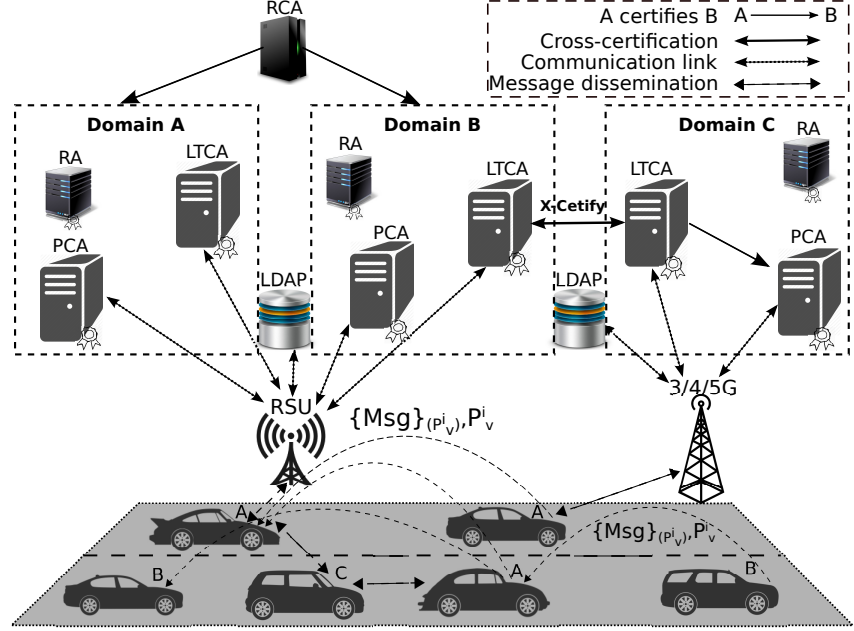 RCA
A certifies B A B
Cross-certification
Communication link
Message dissemination
Domain A
Domain B
Domain C
RA
LTCA
PCA
RA
LTCA
PCA
X-Cetify
LTCA
RA
PCA
LDAP
LDAP
RSU
3/4/5G
{Msg}(Pⁱᵥ),Pⁱᵥ
A
A
{Msg}(Pⁱᵥ),Pⁱᵥ
B
C
A
B